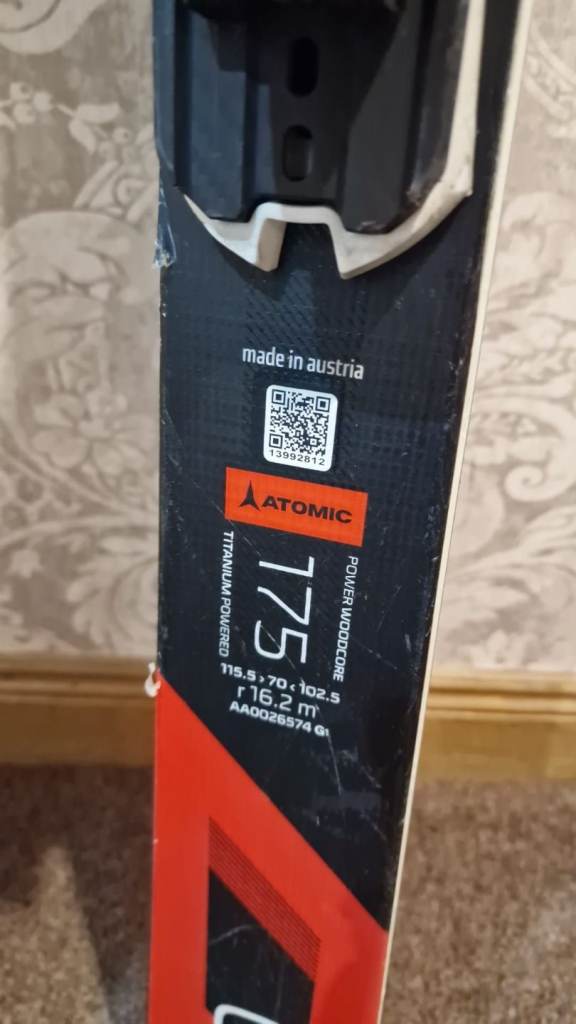 made in austria
13992812
ATOMIC
TITANIUM POWERED
175
POWER WOODCORE
115.5 > 70 < 102.5
r 16.2 m
AA0026574 G1